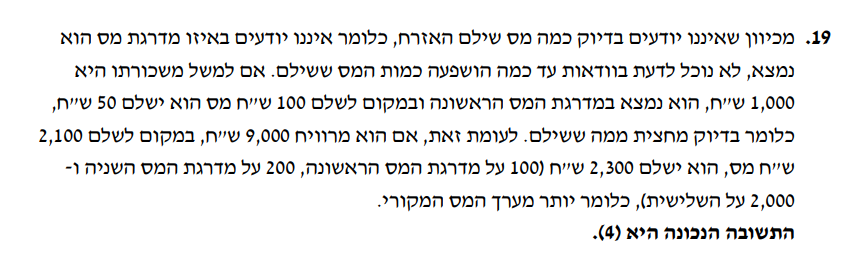 19. מכיוון שאיננו יודעים בדיוק כמה מס שילם האזרח, כלומר איננו יודעים באיזו מדרגת מס הוא
נמצא, לא נוכל לדעת בוודאות עד כמה הושפעה כמות המס ששילם. אם למשל משכורתו היא
1,000 ש״ח, הוא נמצא במדרגת המס הראשונה ובמקום לשלם 100 ש״ח מס הוא ישלם 50 ש״ח,
כלומר בדיוק מחצית ממה ששילם. לעומת זאת, אם הוא מרוויח 9,000 ש״ח, במקום לשלם 2,100
ש״ח מס, הוא ישלם 2,300 ש״ח (100 על מדרגת המס הראשונה, 200 על מדרגת המס השניה ו-
2,000 על השלישית), כלומר יותר מערך המס המקורי.
התשובה הנכונה היא (4).